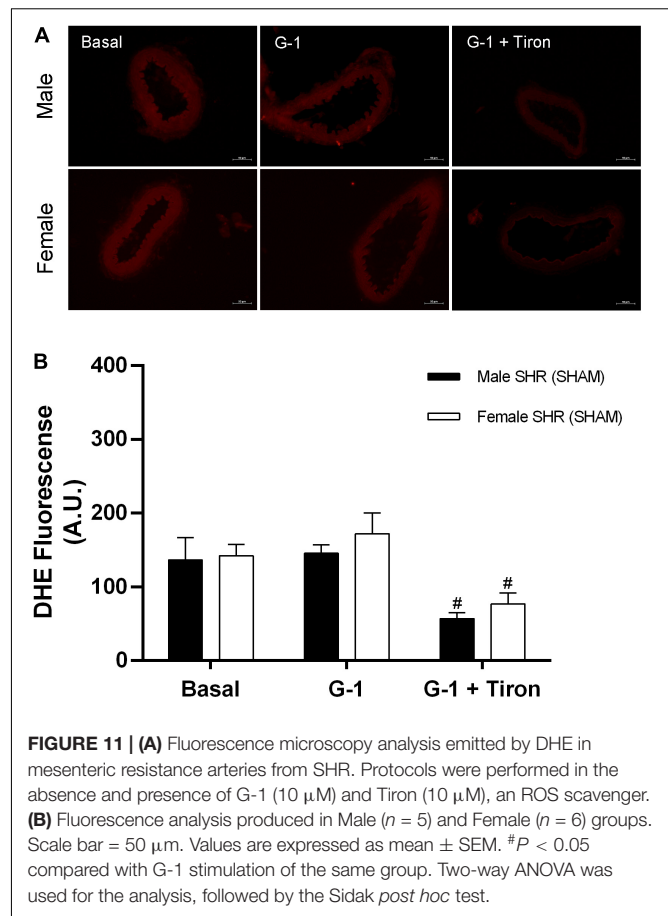 A
Basal
G-1
G-1 + Tiron
Male
Female
B
400
300
200
100
0
DHE Fluorescense
(A.U.)
Male SHR (SHAM)
Female SHR (SHAM)
#
#
Basal
G-1
G-1 + Tiron
FIGURE 11 | (A) Fluorescence microscopy analysis emitted by DHE in
mesenteric resistance arteries from SHR. Protocols were performed in the
absence and presence of G-1 (10 μM) and Tiron (10 μM), an ROS scavenger.
(B) Fluorescence analysis produced in Male (n = 5) and Female (n = 6) groups.
Scale bar = 50 μm. Values are expressed as mean ± SEM. #P < 0.05
compared with G-1 stimulation of the same group. Two-way ANOVA was
used for the analysis, followed by the Sidak post hoc test.